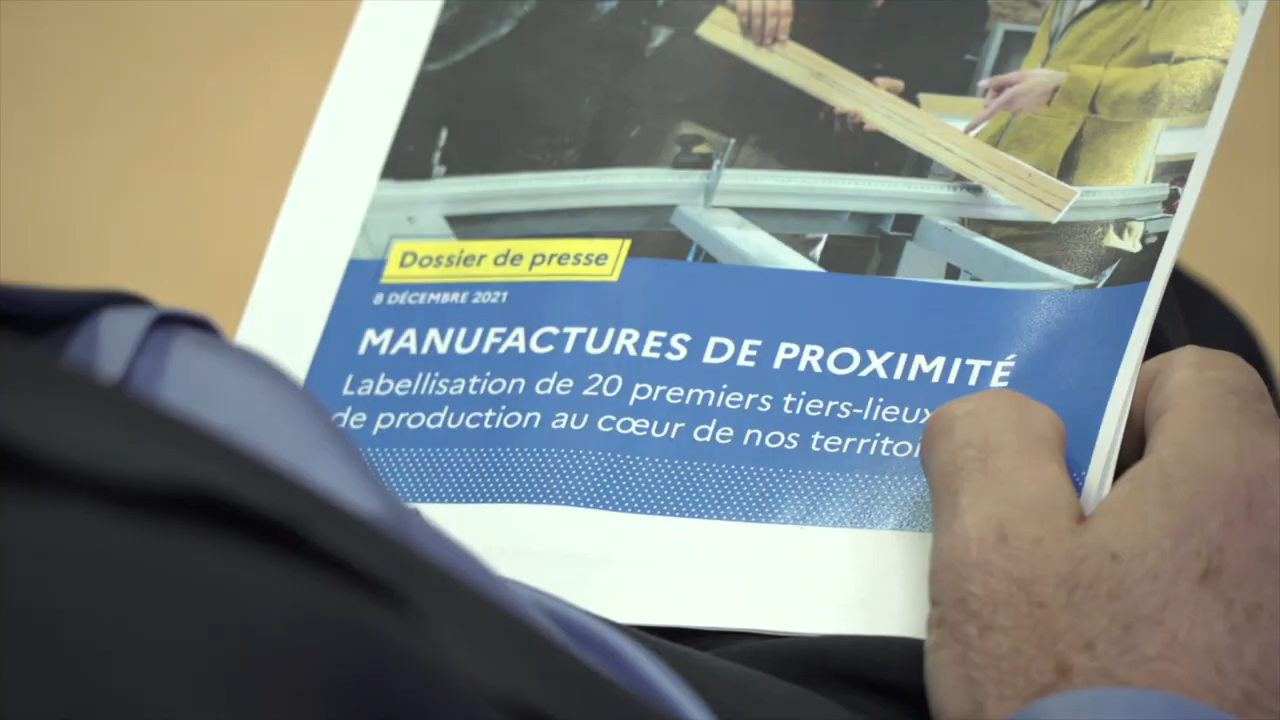 Dossier de presse
8 DÉCEMBRE 2021
MANUFACTURES DE PROXIMITÉ
Labellisation de 20 premiers tiers-lieux
de production au cœur de nos